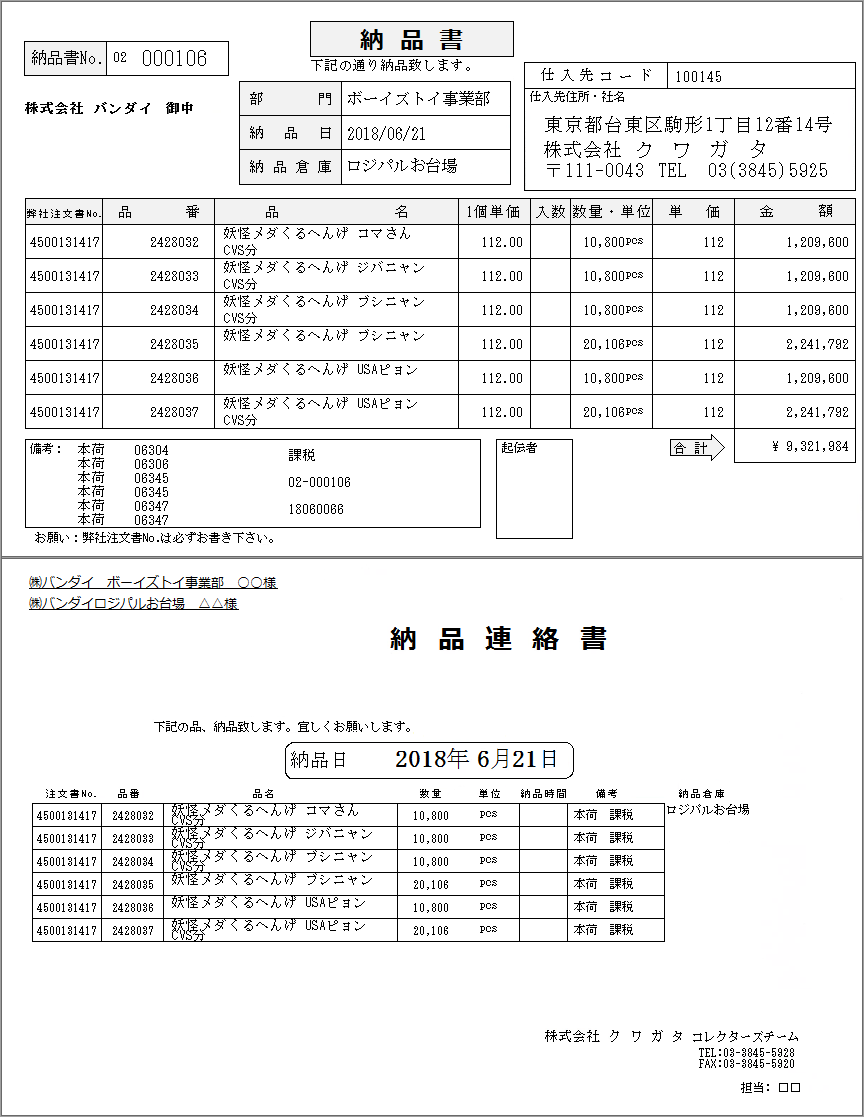 納品書
納品書No. 02 000106
下記の通り納品致します。
株式会社 バンダイ 御中
部門 ボーイズトイ事業部
納品日 2018/06/21
納品倉庫 ロジパルお台場
仕入先コード 100145
仕入先住所・社名
東京都台東区駒形1丁目12番14号
株式会社 クワガタ
〒111-0043 TEL 03(3845)5925
弊社注文書No. 品番 品名 1個単価 入数 数量・単位 単価 金額
4500131417 2428032 妖怪メダくるへんげ コマさん CVS分 112.00 10,800pcs 112 1,209,600
4500131417 2428033 妖怪メダくるへんげ ジバニャン CVS分 112.00 10,800pcs 112 1,209,600
4500131417 2428034 妖怪メダくるへんげ ブシニャン CVS分 112.00 10,800pcs 112 1,209,600
4500131417 2428035 妖怪メダくるへんげ ブシニャン 112.00 20,106pcs 112 2,241,792
4500131417 2428036 妖怪メダくるへんげ USAピョン 112.00 10,800pcs 112 1,209,600
4500131417 2428037 妖怪メダくるへんげ USAピョン CVS分 112.00 20,106pcs 112 2,241,792
合計 ¥ 9,321,984
備考：
本荷 06304
本荷 06306
本荷 06345
本荷 06345
本荷 06347
本荷 06347
課税
02-000106
18060066
起伝者
お願い：弊社注文書No.は必ずお書き下さい。
㈱バンダイ ボーイズトイ事業部 ○○様
㈱バンダイロジパルお台場 △△様
納品連絡書
下記の品、納品致します。宜しくお願いします。
納品日 2018年 6月21日
注文書No. 品番 品名 数量 単位 納品時間 備考 納品倉庫
4500131417 2428032 妖怪メダくるへんげ コマさん CVS分 10,800 pcs 本荷 課税 ロジパルお台場
4500131417 2428033 妖怪メダくるへんげ ジバニャン CVS分 10,800 pcs 本荷 課税
4500131417 2428034 妖怪メダくるへんげ ブシニャン CVS分 10,800 pcs 本荷 課税
4500131417 2428035 妖怪メダくるへんげ ブシニャン 20,106 pcs 本荷 課税
4500131417 2428036 妖怪メダくるへんげ USAピョン 10,800 pcs 本荷 課税
4500131417 2428037 妖怪メダくるへんげ USAピョン CVS分 20,106 pcs 本荷 課税
株式会社 クワガタ コレクターズチーム
TEL:03-3845-5928
FAX:03-3845-5920
担当: □□